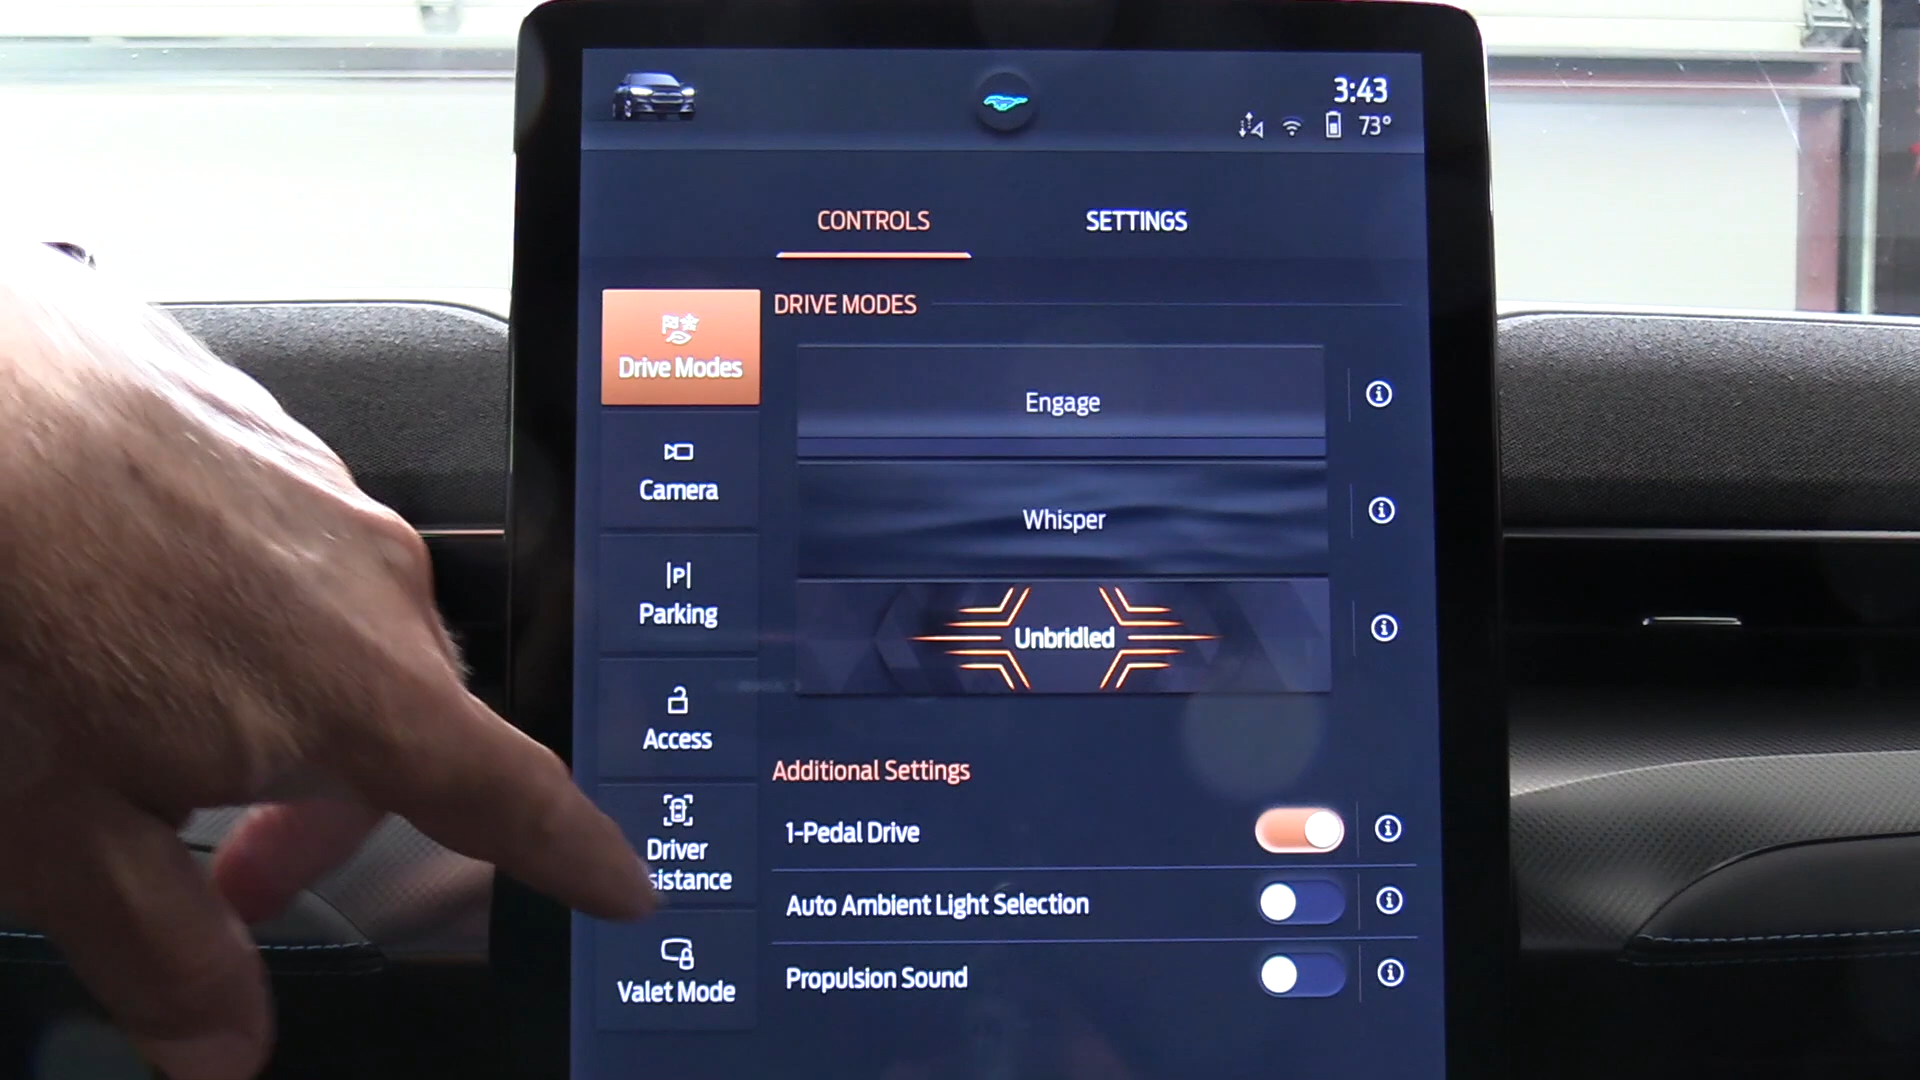 3:43
73°
CONTROLS
SETTINGS
DRIVE MODES
Drive Modes
Engage
Camera
Whisper
Parking
Unbridled
Access
Additional Settings
Driver
sistance
1-Pedal Drive
Auto Ambient Light Selection
Valet Mode
Propulsion Sound